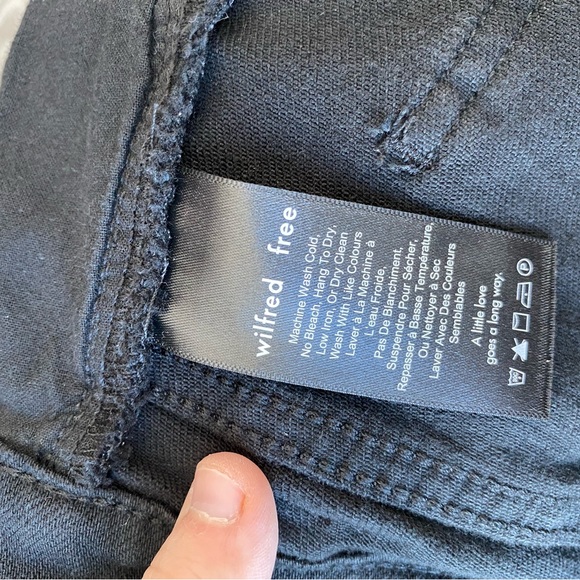 wilfred free
Machine Wash Cold,
No Bleach, Hang To Dry,
Low Iron, Or Dry Clean
Wash With Like Colours
Laver à La Machine à
L'eau Froide,
Pas De Blanchiment,
Suspendre Pour Sécher,
Repasser à Basse Température,
Ou Nettoyer à Sec
Laver Avec Des Couleurs
Semblables
A little love
goes a long way.